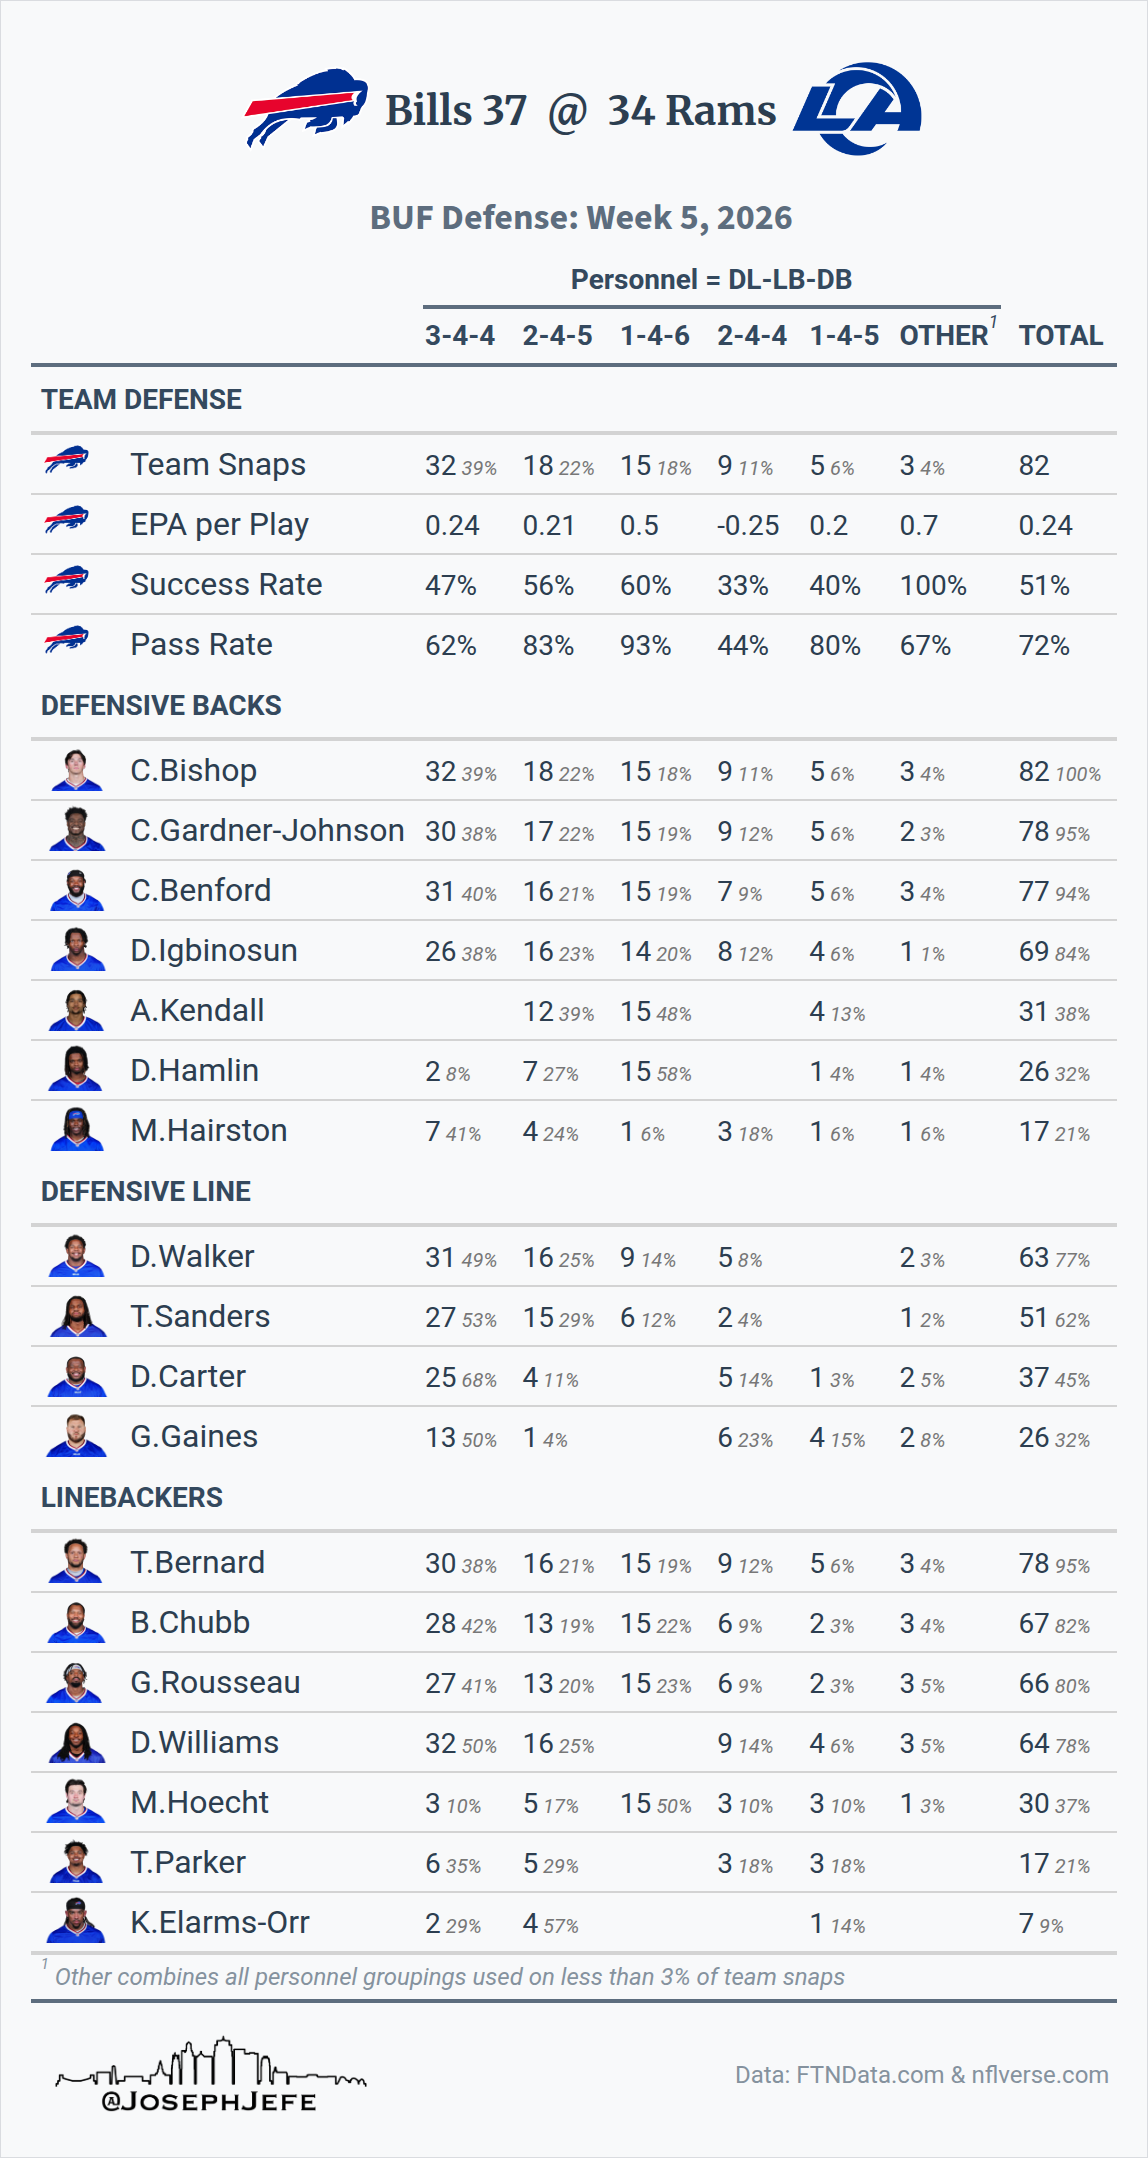 Bills 37 @ 34 Rams
LA
BUF Defense: Week 5, 2026
Personnel = DL-LB-DB
3-4-4 2-4-5 1-4-6 2-4-4 1-4-5 OTHER¹ TOTAL
TEAM DEFENSE
Team Snaps 32 39% 18 22% 15 18% 9 11% 5 6% 3 4% 82
EPA per Play 0.24 0.21 0.5 -0.25 0.2 0.7 0.24
Success Rate 47% 56% 60% 33% 40% 100% 51%
Pass Rate 62% 83% 93% 44% 80% 67% 72%
DEFENSIVE BACKS
C.Bishop 32 39% 18 22% 15 18% 9 11% 5 6% 3 4% 82 100%
C.Gardner-Johnson 30 38% 17 22% 15 19% 9 12% 5 6% 2 3% 78 95%
C.Benford 31 40% 16 21% 15 19% 7 9% 5 6% 3 4% 77 94%
D.Igbinosun 26 38% 16 23% 14 20% 8 12% 4 6% 1 1% 69 84%
A.Kendall 12 39% 15 48% 4 13% 31 38%
D.Hamlin 2 8% 7 27% 15 58% 1 4% 1 4% 26 32%
M.Hairston 7 41% 4 24% 1 6% 3 18% 1 6% 1 6% 17 21%
DEFENSIVE LINE
D.Walker 31 49% 16 25% 9 14% 5 8% 2 3% 63 77%
T.Sanders 27 53% 15 29% 6 12% 2 4% 1 2% 51 62%
D.Carter 25 68% 4 11% 5 14% 1 3% 2 5% 37 45%
G.Gaines 13 50% 1 4% 6 23% 4 15% 2 8% 26 32%
LINEBACKERS
T.Bernard 30 38% 16 21% 15 19% 9 12% 5 6% 3 4% 78 95%
B.Chubb 28 42% 13 19% 15 22% 6 9% 2 3% 3 4% 67 82%
G.Rousseau 27 41% 13 20% 15 23% 6 9% 2 3% 3 5% 66 80%
D.Williams 32 50% 16 25% 9 14% 4 6% 3 5% 64 78%
M.Hoecht 3 10% 5 17% 15 50% 3 10% 3 10% 1 3% 30 37%
T.Parker 6 35% 5 29% 3 18% 3 18% 17 21%
K.Elarms-Orr 2 29% 4 57% 1 14% 7 9%
¹ Other combines all personnel groupings used on less than 3% of team snaps
@JOSEPHJEFE
Data: FTNData.com & nflverse.com